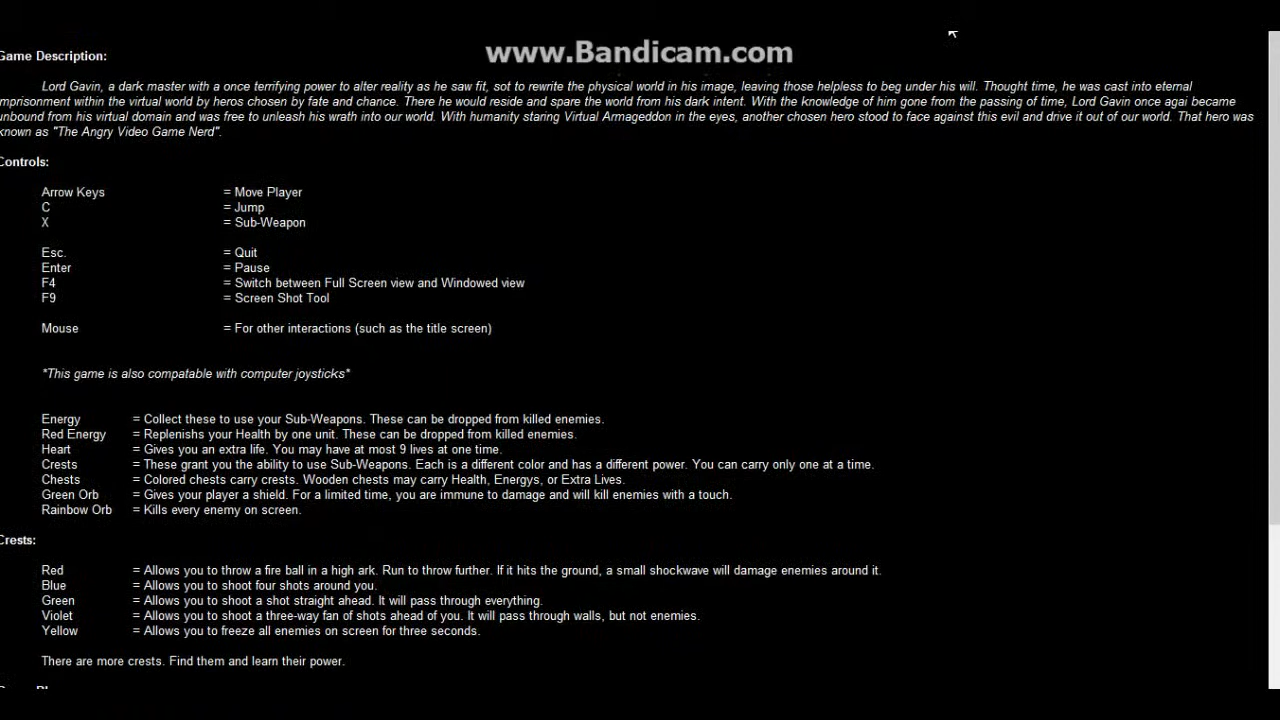 www.Bandicam.com
Game Description:
Lord Gavin, a dark master with a once terrifying power to alter reality as he saw fit, sot to rewrite the physical world in his image, leaving those helpless to beg under his will. Thought time, he was cast into eternal
mprisonment within the virtual world by heros chosen by fate and chance. There he would reside and spare the world from his dark intent. With the knowledge of him gone from the passing of time, Lord Gavin once agai became
unbound from his virtual domain and was free to unleash his wrath into our world. With humanity staring Virtual Armageddon in the eyes, another chosen hero stood to face against this evil and drive it out of our world. That hero was
known as "The Angry Video Game Nerd".
Controls:
Arrow Keys = Move Player
C = Jump
X = Sub-Weapon
Esc. = Quit
Enter = Pause
F4 = Switch between Full Screen view and Windowed view
F9 = Screen Shot Tool
Mouse = For other interactions (such as the title screen)
*This game is also compatable with computer joysticks*
Energy = Collect these to use your Sub-Weapons. These can be dropped from killed enemies.
Red Energy = Replenishs your Health by one unit. These can be dropped from killed enemies.
Heart = Gives you an extra life. You may have at most 9 lives at one time.
Crests = These grant you the ability to use Sub-Weapons. Each is a different color and has a different power. You can carry only one at a time.
Chests = Colored chests carry crests. Wooden chests may carry Health, Energys, or Extra Lives.
Green Orb = Gives your player a shield. For a limited time, you are immune to damage and will kill enemies with a touch.
Rainbow Orb = Kills every enemy on screen.
Crests:
Red = Allows you to throw a fire ball in a high ark. Run to throw further. If it hits the ground, a small shockwave will damage enemies around it.
Blue = Allows you to shoot four shots around you.
Green = Allows you to shoot a shot straight ahead. It will pass through everything.
Violet = Allows you to shoot a three-way fan of shots ahead of you. It will pass through walls, but not enemies.
Yellow = Allows you to freeze all enemies on screen for three seconds.
There are more crests. Find them and learn their power.